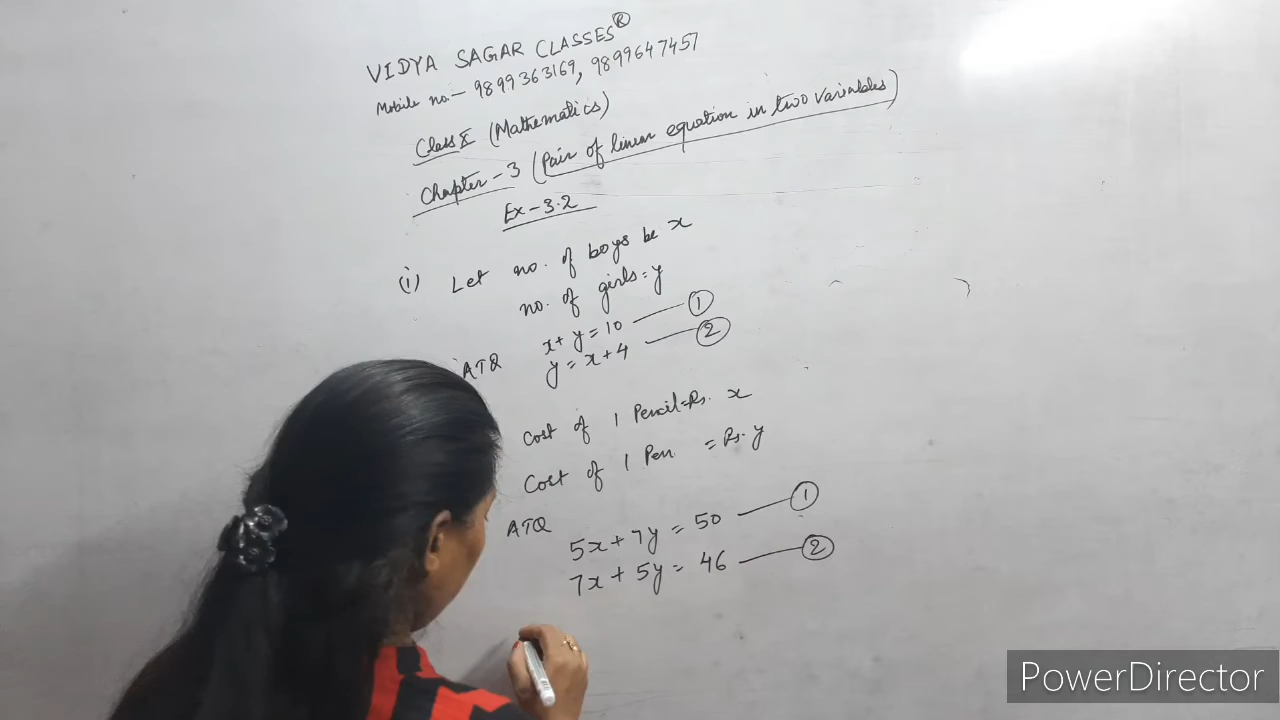 VIDYA SAGAR CLASSES®
Mobile no.- 9899363169, 9899647457
Class X (Mathematics)
Chapter-3 (Pair of linear equation in two variables)
Ex-3.2
(i) Let no. of boys be x
no. of girls = y
ATQ x + y = 10 — ①
y = x + 4 — ②
Cost of 1 Pencil = Rs. x
Cost of 1 Pen = Rs. y
ATQ
5x + 7y = 50 — ①
7x + 5y = 46 — ②
PowerDirector